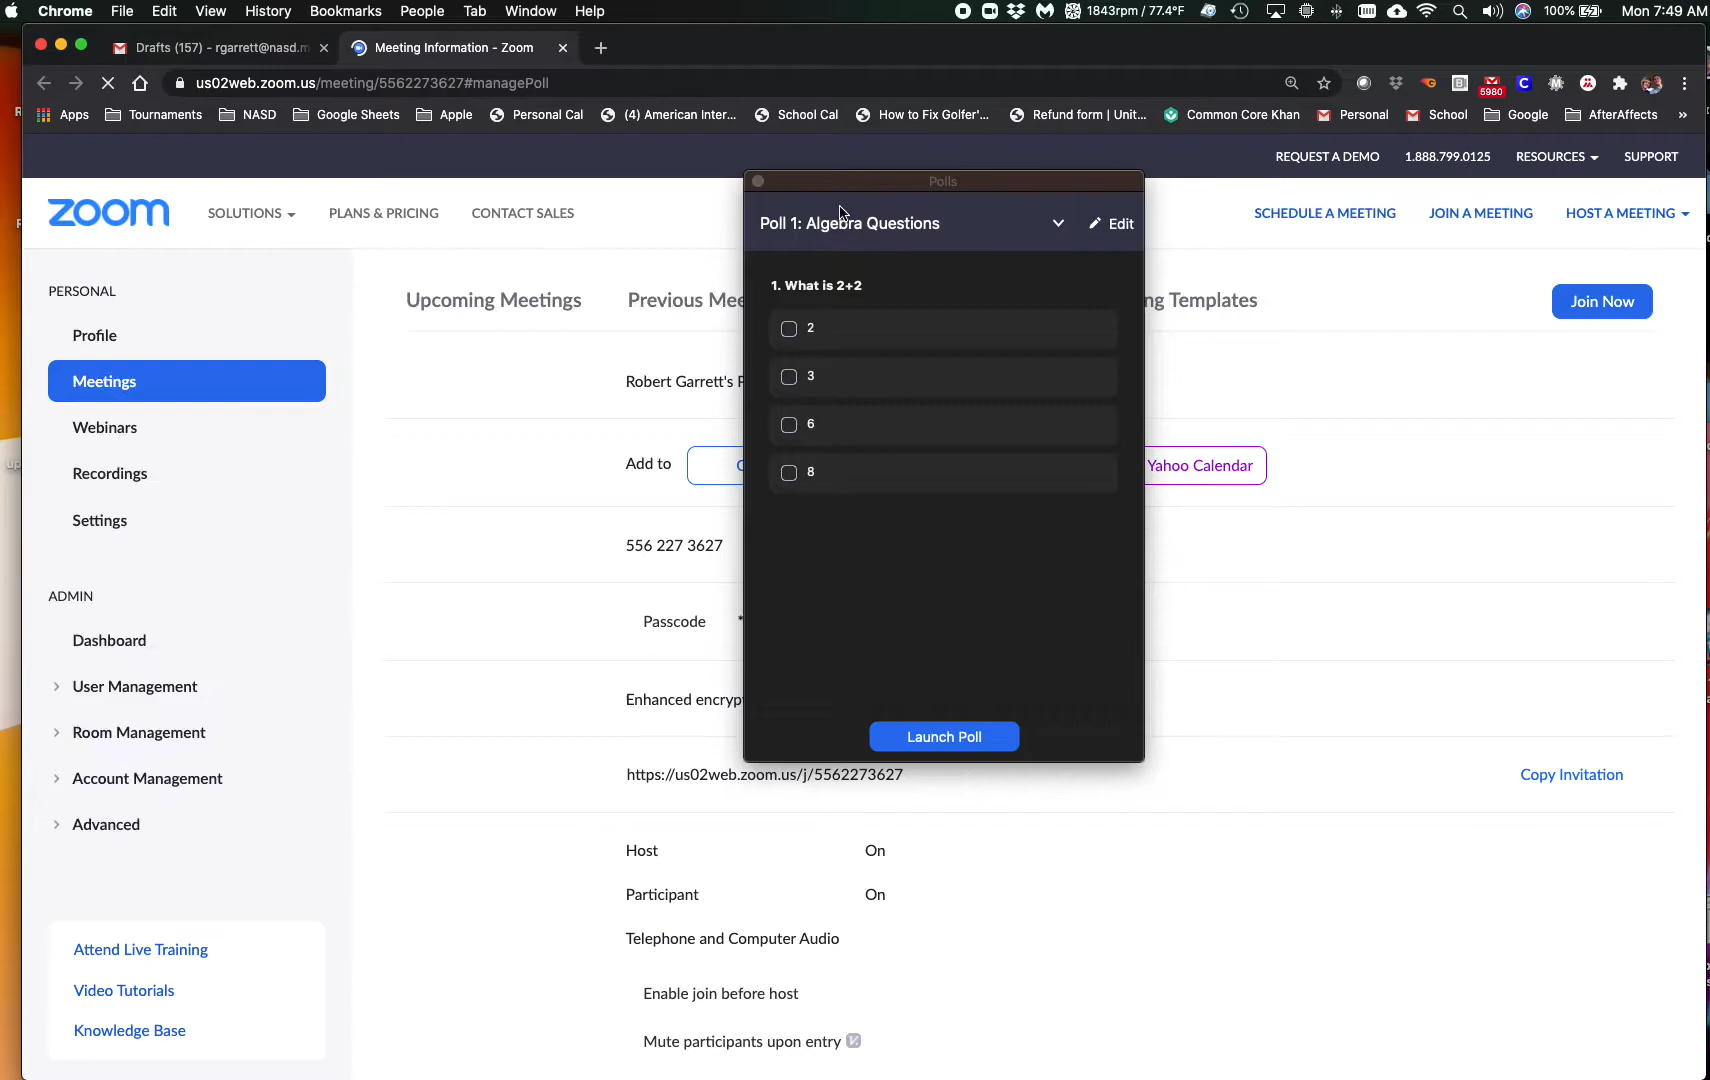 Chrome File Edit View History Bookmarks People Tab Window Help 1843rpm / 77.4°F 100% Mon 7:49 AM
Drafts (157) - rgarrett@nasd.m Meeting Information - Zoom
us02web.zoom.us/meeting/5562273627#managePoll 5980
Apps Tournaments NASD Google Sheets Apple Personal Cal (4) American Inter... School Cal How to Fix Golfer'... Refund form | Unit... Common Core Khan Personal School Google AfterAffects »
REQUEST A DEMO 1.888.799.0125 RESOURCES SUPPORT
zoom SOLUTIONS PLANS & PRICING CONTACT SALES SCHEDULE A MEETING JOIN A MEETING HOST A MEETING
Polls
Poll 1: Algebra Questions Edit
1. What is 2+2
2
3
6
8
Launch Poll
PERSONAL
Profile
Meetings
Webinars
Recordings
Settings
ADMIN
Dashboard
User Management
Room Management
Account Management
Advanced
Attend Live Training
Video Tutorials
Knowledge Base
Upcoming Meetings Previous Mee ng Templates Join Now
Robert Garrett's P
Add to Yahoo Calendar
556 227 3627
Passcode *
Enhanced encryp
https://us02web.zoom.us/j/5562273627 Copy Invitation
Host On
Participant On
Telephone and Computer Audio
Enable join before host
Mute participants upon entry